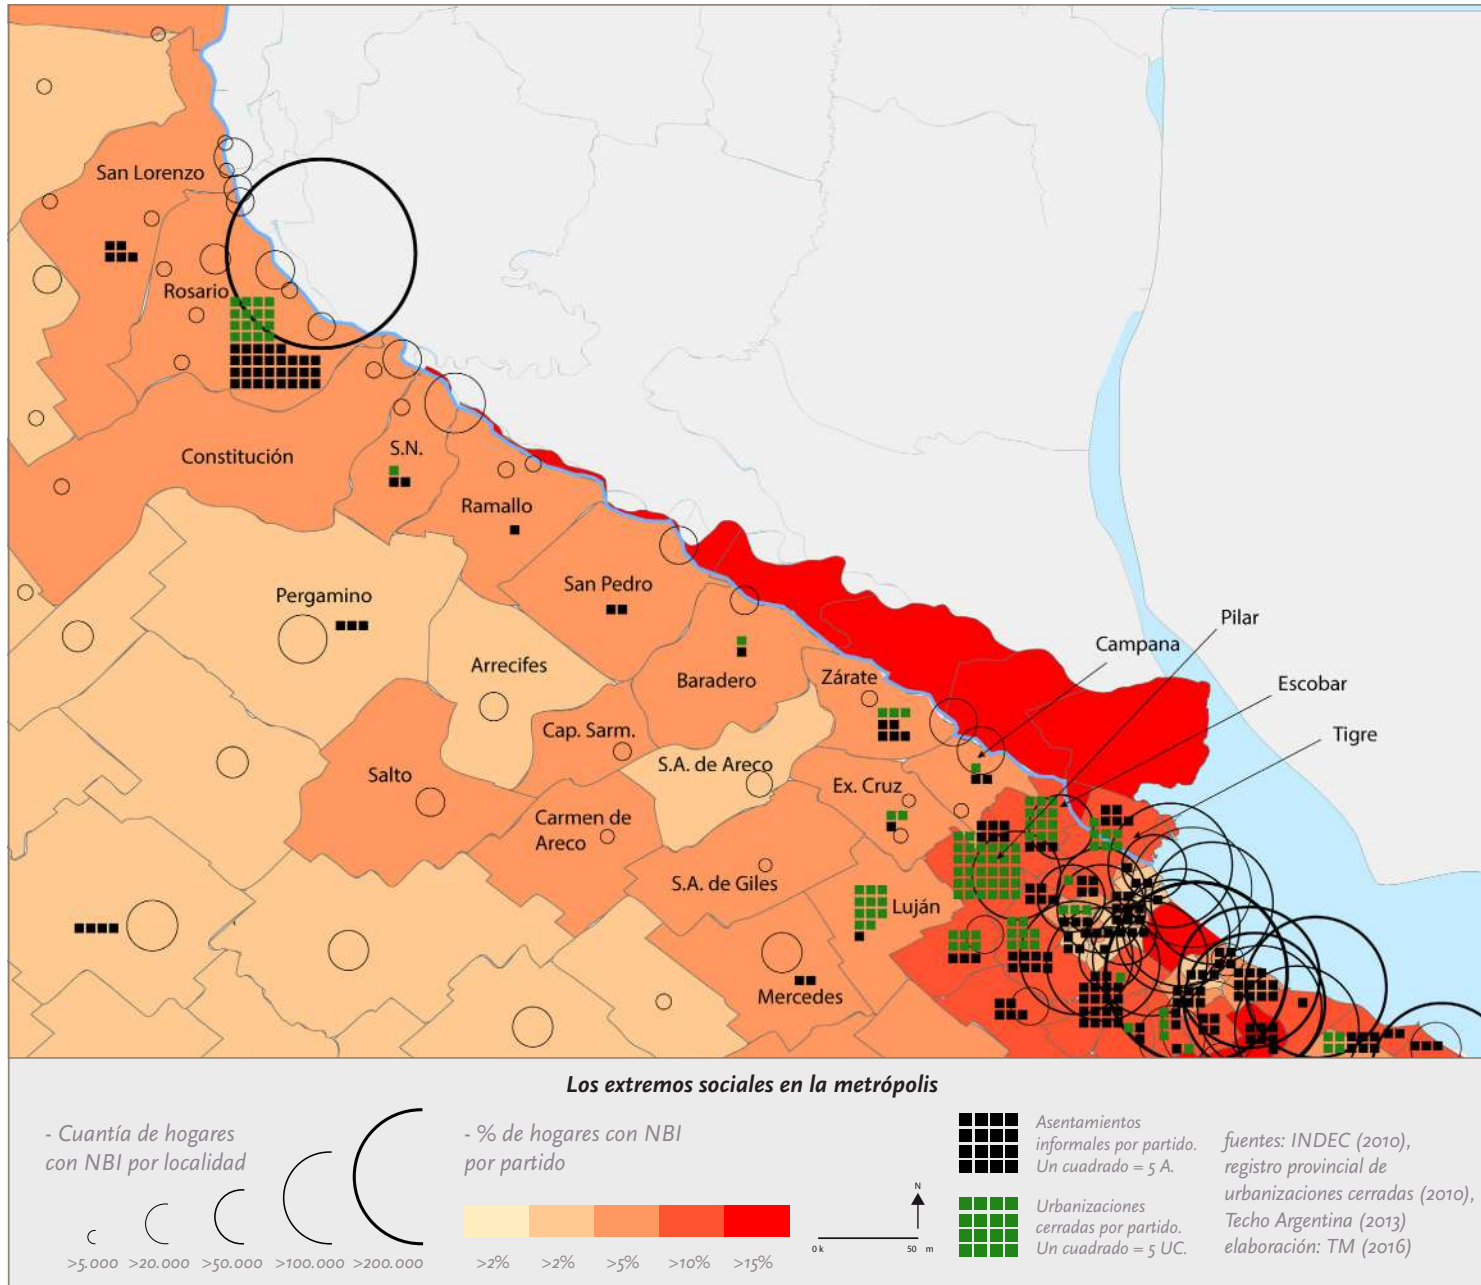 San Lorenzo
Rosario
Constitución
S.N.
Ramallo
San Pedro
Pergamino
Arrecifes
Baradero
Zárate
Campana
Pilar
Escobar
Tigre
Cap. Sarm.
S.A. de Areco
Ex. Cruz
Salto
Carmen de
Areco
S.A. de Giles
Luján
Mercedes
Los extremos sociales en la metrópolis
- Cuantía de hogares
con NBI por localidad
>5.000 >20.000 >50.000 >100.000 >200.000
- % de hogares con NBI
por partido
>2% >2% >5% >10% >15%
N
0 k 50 m
Asentamientos
informales por partido.
Un cuadrado = 5 A.
Urbanizaciones
cerradas por partido.
Un cuadrado = 5 UC.
fuentes: INDEC (2010),
registro provincial de
urbanizaciones cerradas (2010),
Techo Argentina (2013)
elaboración: TM (2016)